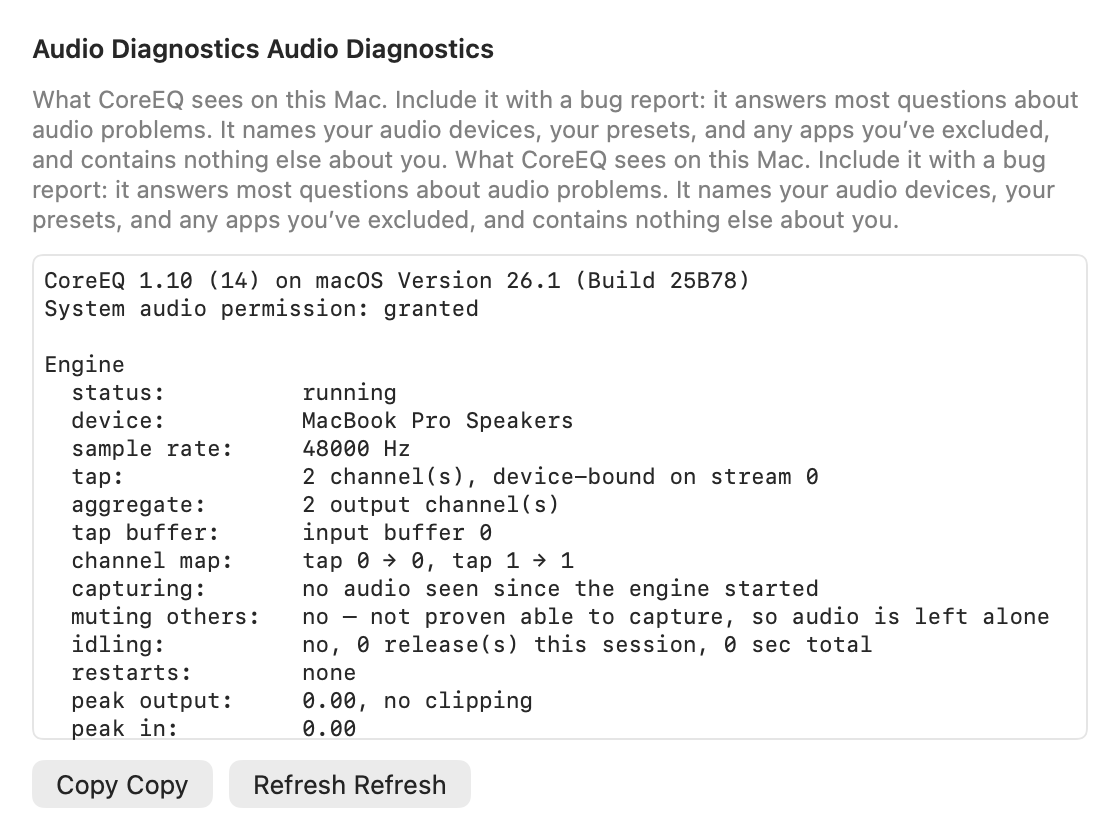 Audio Diagnostics Audio Diagnostics
What CoreEQ sees on this Mac. Include it with a bug report: it answers most questions about
audio problems. It names your audio devices, your presets, and any apps you’ve excluded,
and contains nothing else about you. What CoreEQ sees on this Mac. Include it with a bug
report: it answers most questions about audio problems. It names your audio devices, your
presets, and any apps you’ve excluded, and contains nothing else about you.
CoreEQ 1.10 (14) on macOS Version 26.1 (Build 25B78)
System audio permission: granted
Engine
status: running
device: MacBook Pro Speakers
sample rate: 48000 Hz
tap: 2 channel(s), device-bound on stream 0
aggregate: 2 output channel(s)
tap buffer: input buffer 0
channel map: tap 0 → 0, tap 1 → 1
capturing: no audio seen since the engine started
muting others: no — not proven able to capture, so audio is left alone
idling: no, 0 release(s) this session, 0 sec total
restarts: none
peak output: 0.00, no clipping
peak in: 0.00
Copy Copy Refresh Refresh